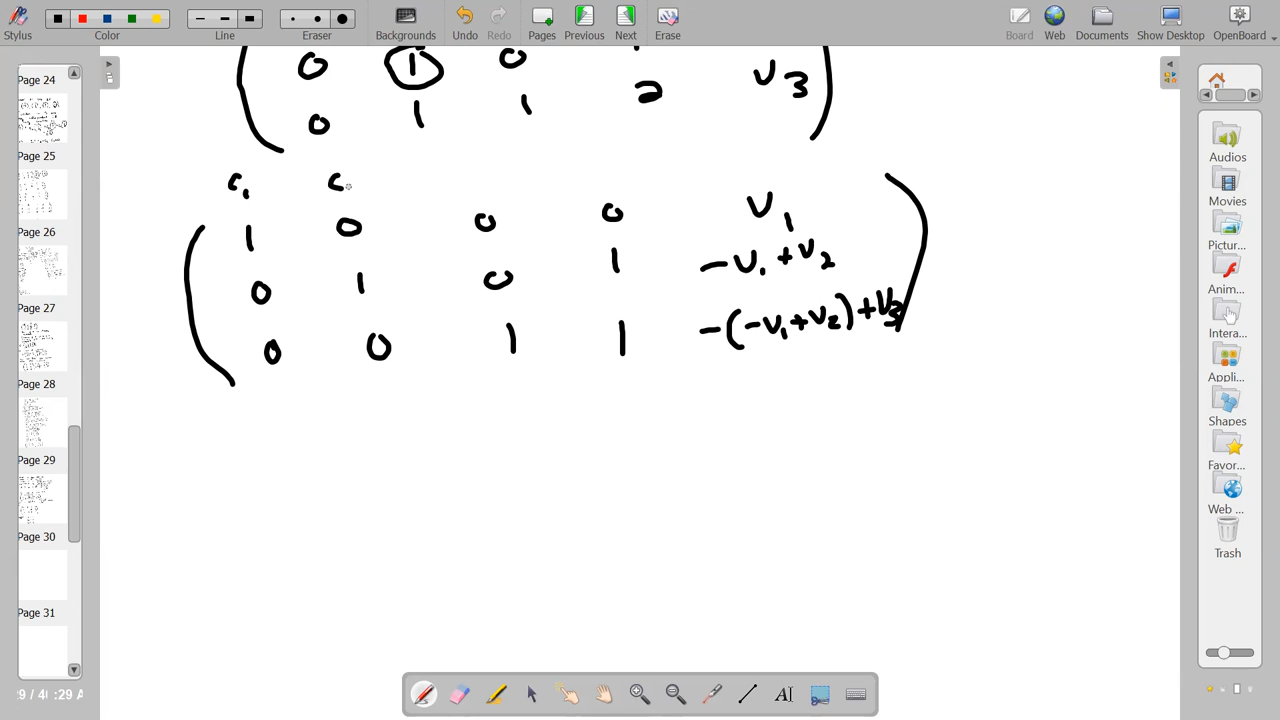 Stylus
Line
Eraser
Backgrounds
Undo
Redo
Pages
Previous
Next
Erase
Board
Web
Documents
Show Desktop
OpenBoard
Page 24
Page 25
Page 26
Page 27
Page 28
Page 29
Page 30
Page 31
0 1 0
0 1 1 2 v3
c1 c
1 0 0 0 v1
0 1 0 1 -v1+v2
0 0 1 1 -(-v1+v2)+v3
Audios
Movies
Pictur...
Anim...
Intera...
Appli...
Shapes
Favor...
Web ...
Trash